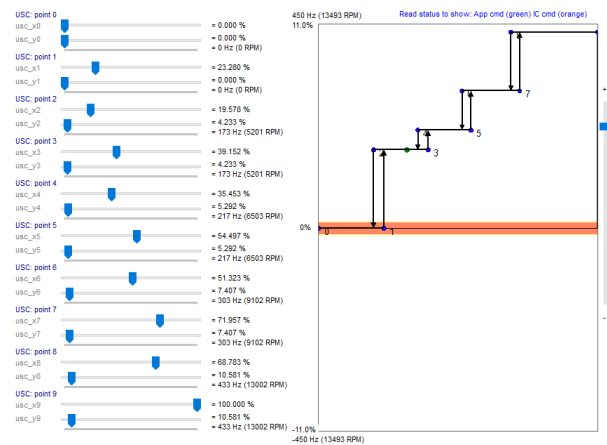 USC: point 0
usc_x0 = 0.000 %
usc_y0 = 0.000 %
= 0 Hz (0 RPM)
USC: point 1
usc_x1 = 23.280 %
usc_y1 = 0.000 %
= 0 Hz (0 RPM)
USC: point 2
usc_x2 = 19.578 %
usc_y2 = 4.233 %
= 173 Hz (5201 RPM)
USC: point 3
usc_x3 = 39.152 %
usc_y3 = 4.233 %
= 173 Hz (5201 RPM)
USC: point 4
usc_x4 = 35.453 %
usc_y4 = 5.292 %
= 217 Hz (6503 RPM)
USC: point 5
usc_x5 = 54.497 %
usc_y5 = 5.292 %
= 217 Hz (6503 RPM)
USC: point 6
usc_x6 = 51.323 %
usc_y6 = 7.407 %
= 303 Hz (9102 RPM)
USC: point 7
usc_x7 = 71.957 %
usc_y7 = 7.407 %
= 303 Hz (9102 RPM)
USC: point 8
usc_x8 = 68.783 %
usc_y8 = 10.581 %
= 433 Hz (13002 RPM)
USC: point 9
usc_x9 = 100.000 %
usc_y9 = 10.581 %
= 433 Hz (13002 RPM)
450 Hz (13493 RPM) Read status to show: App cmd (green) IC cmd (orange)
11.0%
7
5
3
0% 0 1
-11.0%
-450 Hz (13493 RPM)
+
-